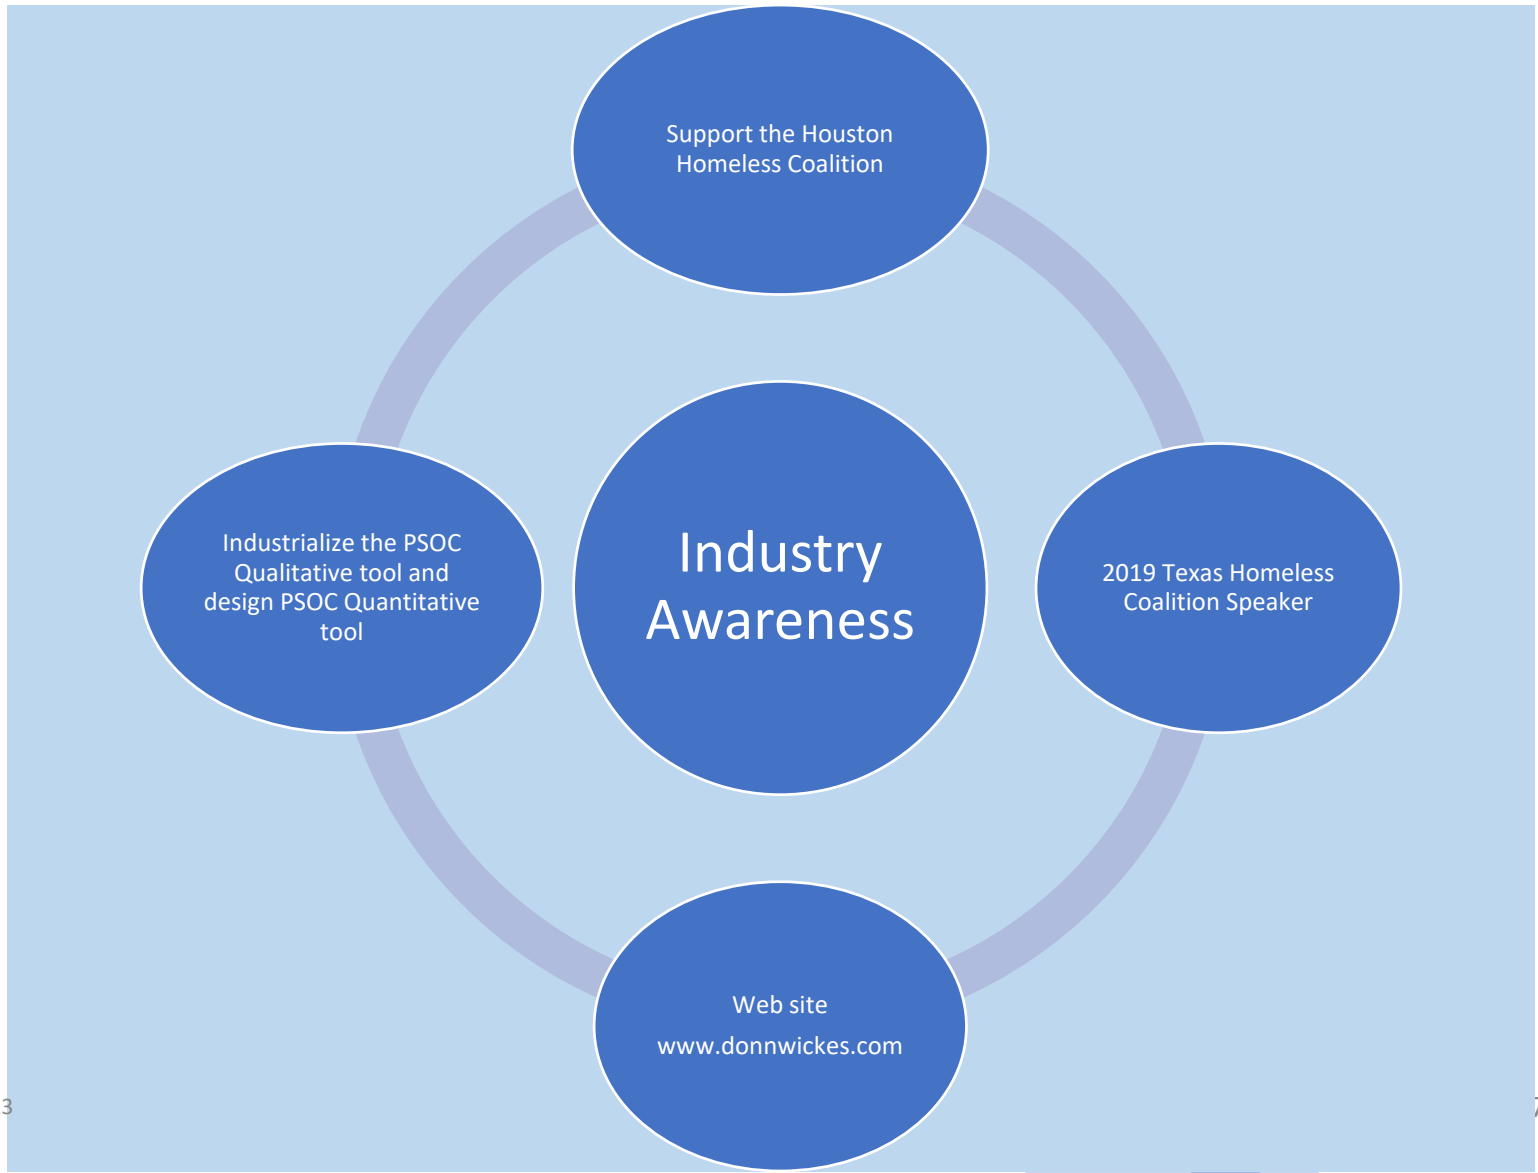 Support the Houston
Homeless Coalition
Industrialize the PSOC
Qualitative tool and
design PSOC Quantitative
tool
Industry
Awareness
2019 Texas Homeless
Coalition Speaker
Web site
www.donnwickes.com
3